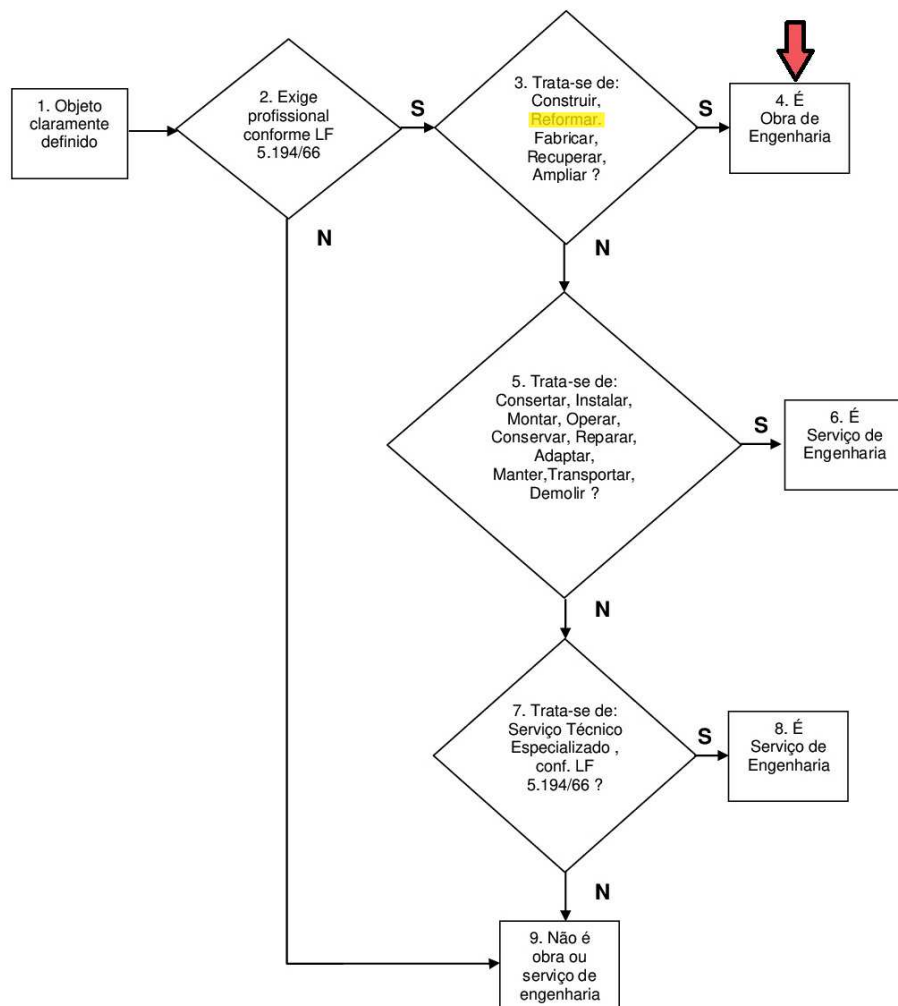 1. Objeto
claramente
definido
2. Exige
profissional
conforme LF
5.194/66
S
N
3. Trata-se de:
Construir,
Reformar.
Fabricar,
Recuperar,
Ampliar ?
S
N
4. É
Obra de
Engenharia
5. Trata-se de:
Consertar, Instalar,
Montar, Operar,
Conservar, Reparar,
Adaptar,
Manter,Transportar,
Demolir ?
S
N
6. É
Serviço de
Engenharia
7. Trata-se de:
Serviço Técnico
Especializado ,
conf. LF
5.194/66 ?
S
N
8. É
Serviço de
Engenharia
9. Não é
obra ou
serviço de
engenharia